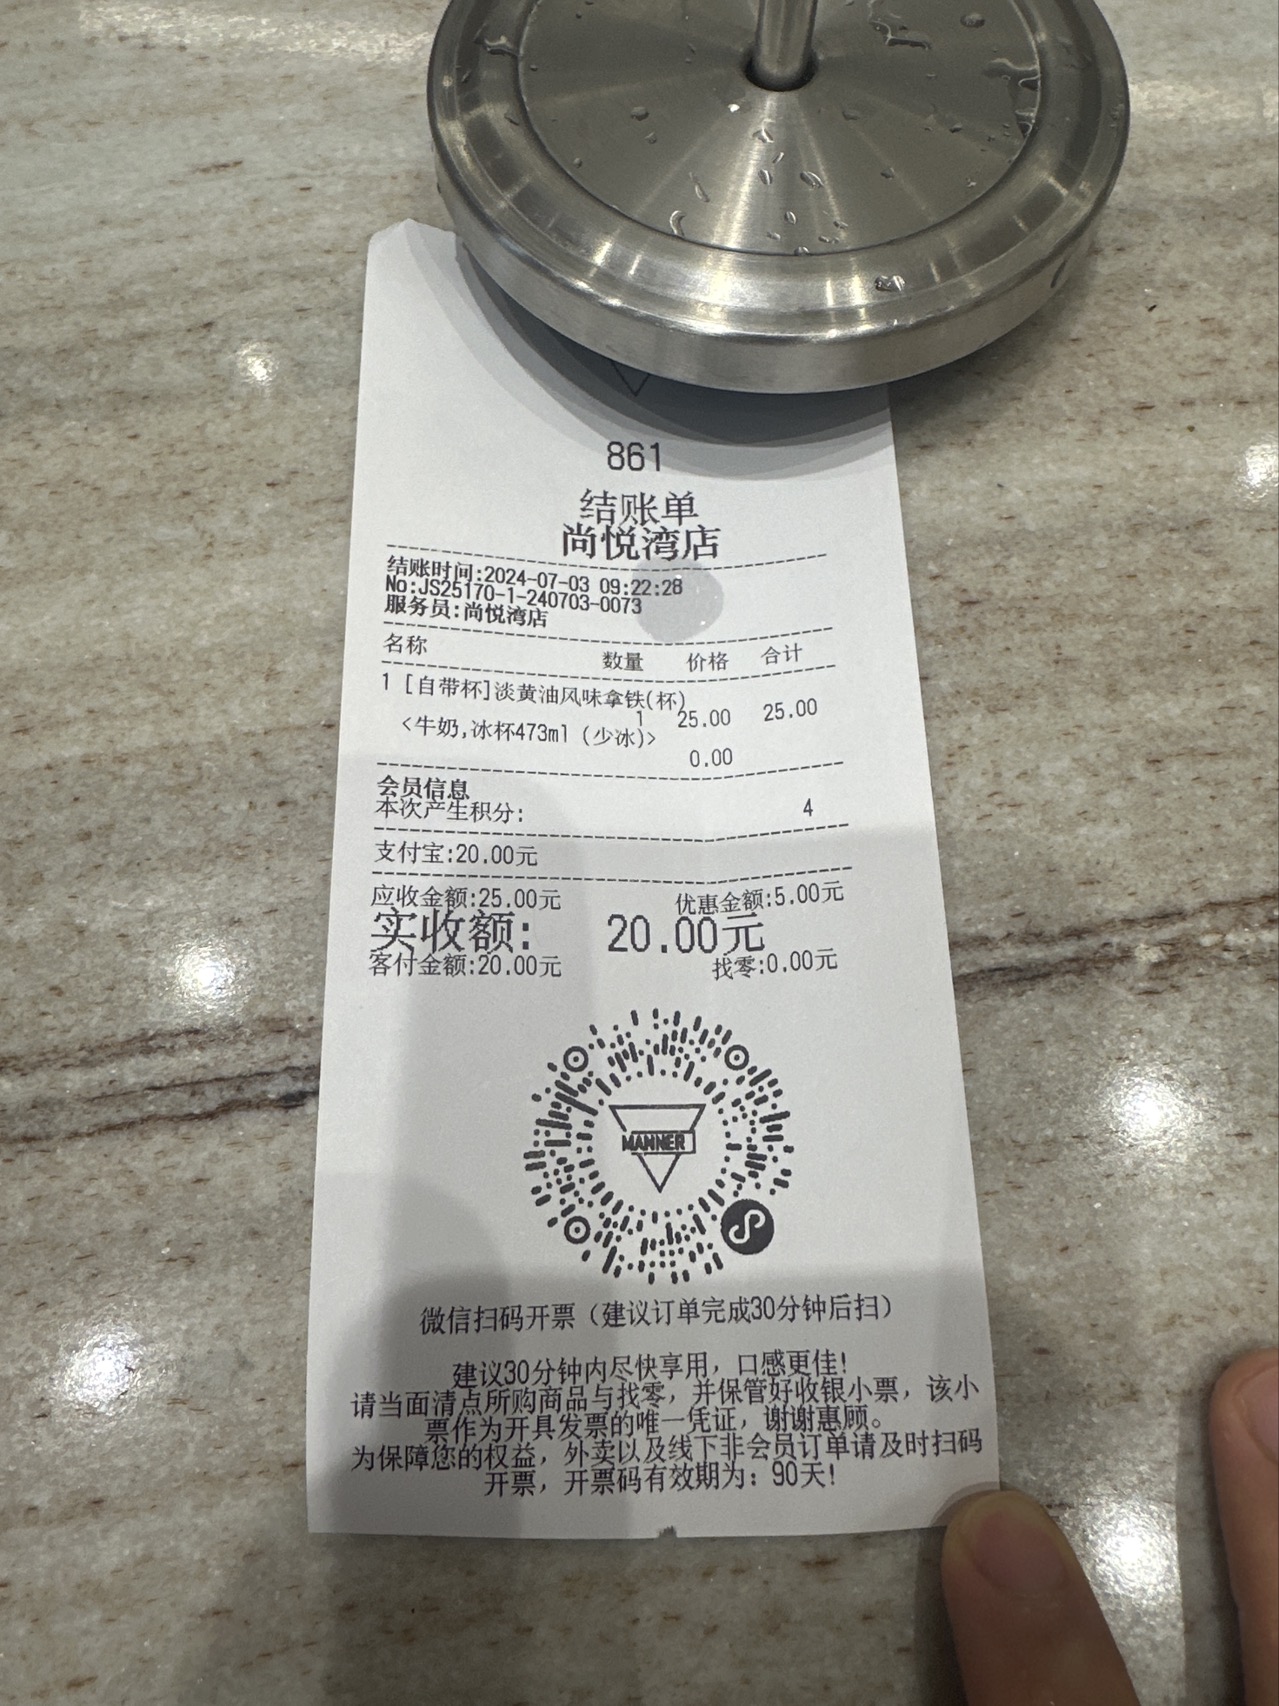 861
结账单
尚悦湾店
结账时间:2024-07-03 09:22:28
No:JS25170-1-240703-0073
服务员:尚悦湾店
名称 数量 价格 合计
1 [自带杯]淡黄油风味拿铁(杯)
1 25.00 25.00
<牛奶,冰杯473ml (少冰)>
0.00
会员信息
本次产生积分: 4
支付宝:20.00元
应收金额:25.00元 优惠金额:5.00元
实收额: 20.00元
客付金额:20.00元 找零:0.00元
MANNER
微信扫码开票（建议订单完成30分钟后扫）
建议30分钟内尽快享用，口感更佳！
请当面清点所购商品与找零，并保管好收银小票，该小
票作为开具发票的唯一凭证，谢谢惠顾。
为保障您的权益，外卖以及线下非会员订单请及时扫码
开票，开票码有效期为：90天！